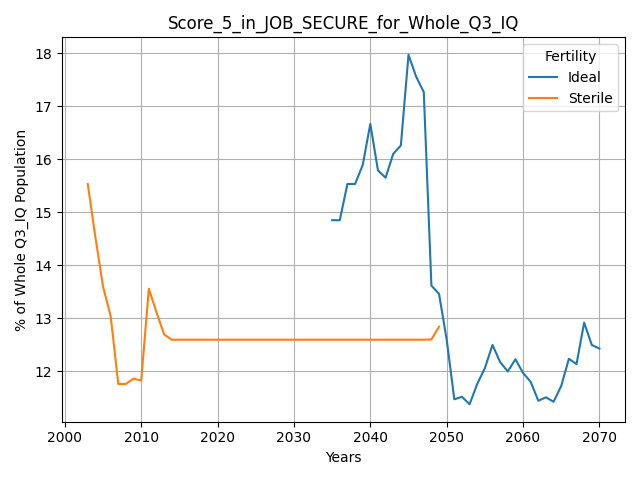 Score_5_in_JOB_SECURE_for_Whole_Q3_IQ
Fertility
Ideal
Sterile
% of Whole Q3_IQ Population
18
17
16
15
14
13
12
2000
2010
2020
2030
2040
2050
2060
2070
Years